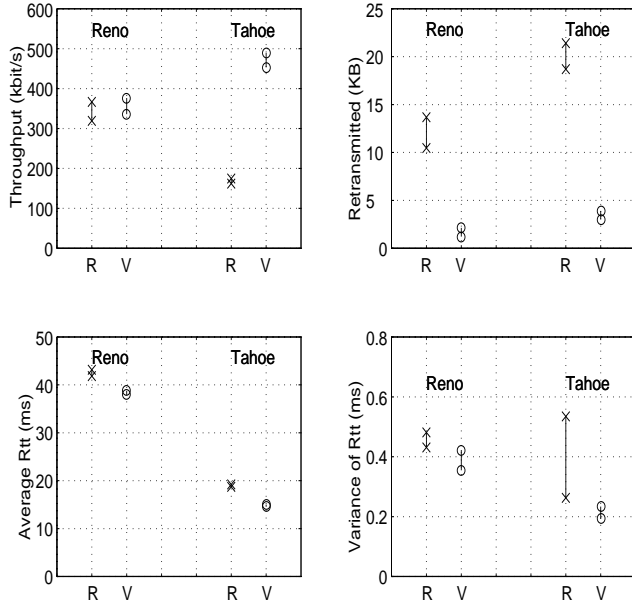 600
500
400
300
200
100
0
Throughput (kbit/s)
Reno
Tahoe
R
V
R
V
25
20
15
10
5
0
Retransmitted (KB)
Reno
Tahoe
R
V
R
V
50
40
30
20
10
0
Average Rtt (ms)
Reno
Tahoe
R
V
R
V
0.8
0.6
0.4
0.2
0
Variance of Rtt (ms)
Reno
Tahoe
R
V
R
V